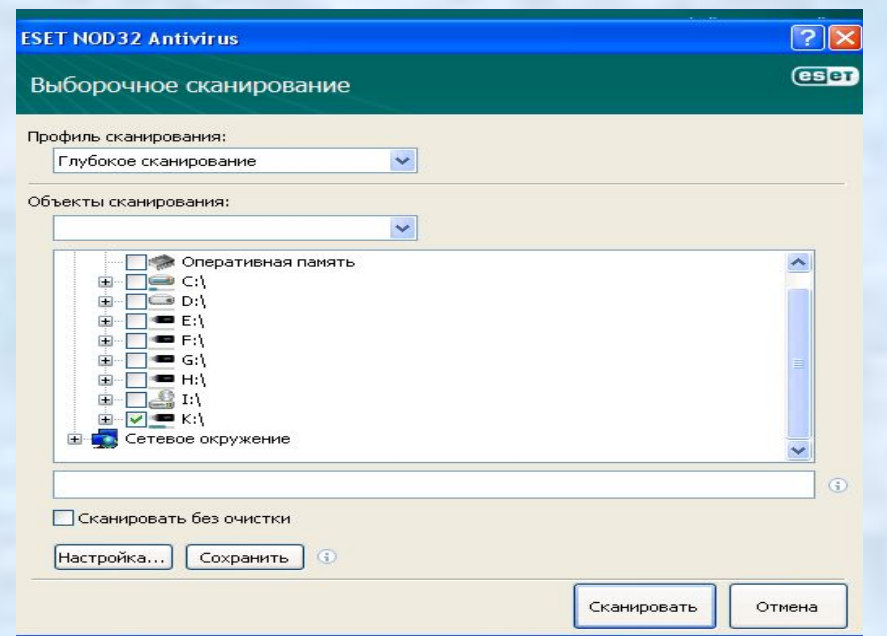 ESET NOD32 Antivirus
Выборочное сканирование
eset
Профиль сканирования:
Глубокое сканирование
Объекты сканирования:
Оперативная память
C:\
D:\
E:\
F:\
G:\
H:\
I:\
K:\
Сетевое окружение
Сканировать без очистки
Настройка... Сохранить
Сканировать Отмена